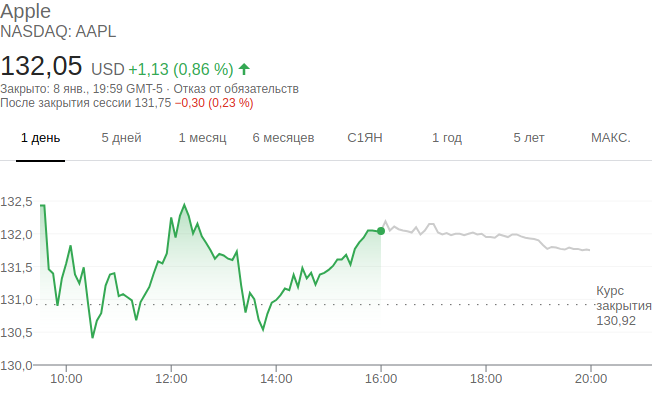 Apple
NASDAQ: AAPL
132,05 USD +1,13 (0,86 %)
Закрыто: 8 янв., 19:59 GMT-5 · Отказ от обязательств
После закрытия сессии 131,75 −0,30 (0,23 %)
1 день 5 дней 1 месяц 6 месяцев С1ЯН 1 год 5 лет МАКС.
132,5
132,0
131,5
131,0
130,5
130,0
Курс
закрытия
130,92
10:00 12:00 14:00 16:00 18:00 20:00